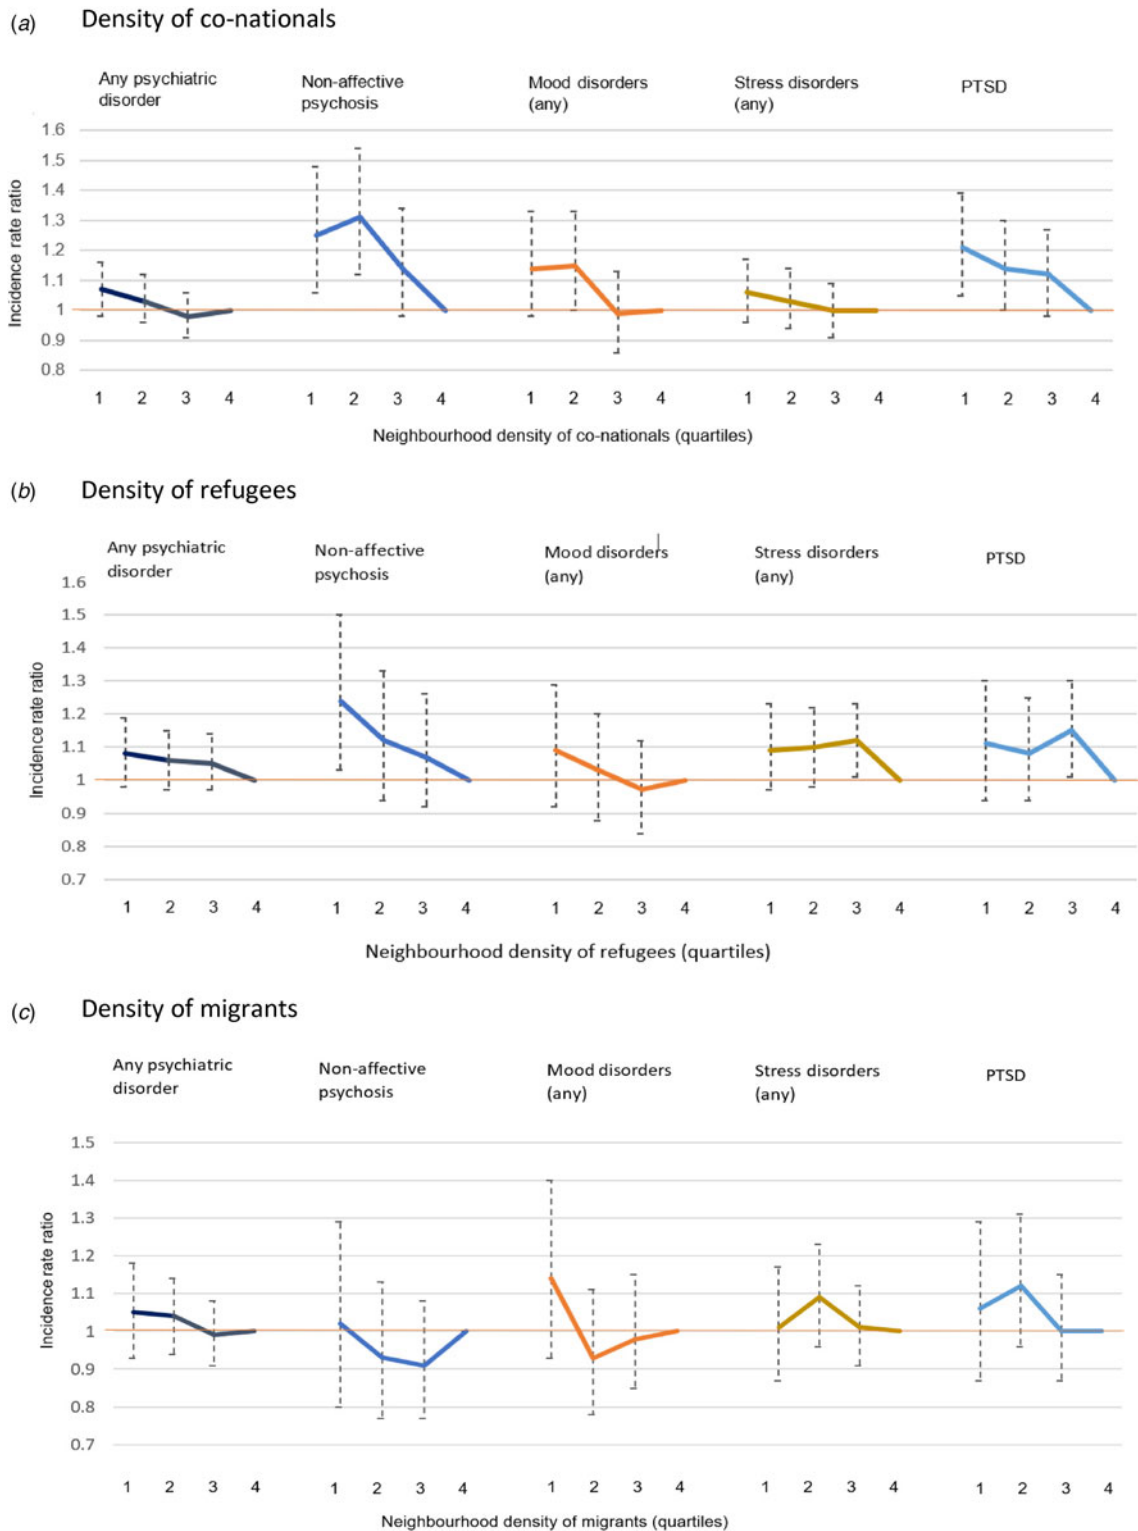 (a) Density of co-nationals
Any psychiatric
disorder
Non-affective
psychosis
Mood disorders
(any)
Stress disorders
(any)
PTSD
Incidence rate ratio
1.6
1.5
1.4
1.3
1.2
1.1
1
0.9
0.8
1 2 3 4 1 2 3 4 1 2 3 4 1 2 3 4 1 2 3 4
Neighbourhood density of co-nationals (quartiles)
(b) Density of refugees
Any psychiatric
disorder
Non-affective
psychosis
Mood disorders
(any)
Stress disorders
(any)
PTSD
Incidence rate ratio
1.6
1.5
1.4
1.3
1.2
1.1
1
0.9
0.8
0.7
1 2 3 4 1 2 3 4 1 2 3 4 1 2 3 4 1 2 3 4
Neighbourhood density of refugees (quartiles)
(c) Density of migrants
Any psychiatric
disorder
Non-affective
psychosis
Mood disorders
(any)
Stress disorders
(any)
PTSD
Incidence rate ratio
1.5
1.4
1.3
1.2
1.1
1
0.9
0.8
0.7
1 2 3 4 1 2 3 4 1 2 3 4 1 2 3 4 1 2 3 4
Neighbourhood density of migrants (quartiles)